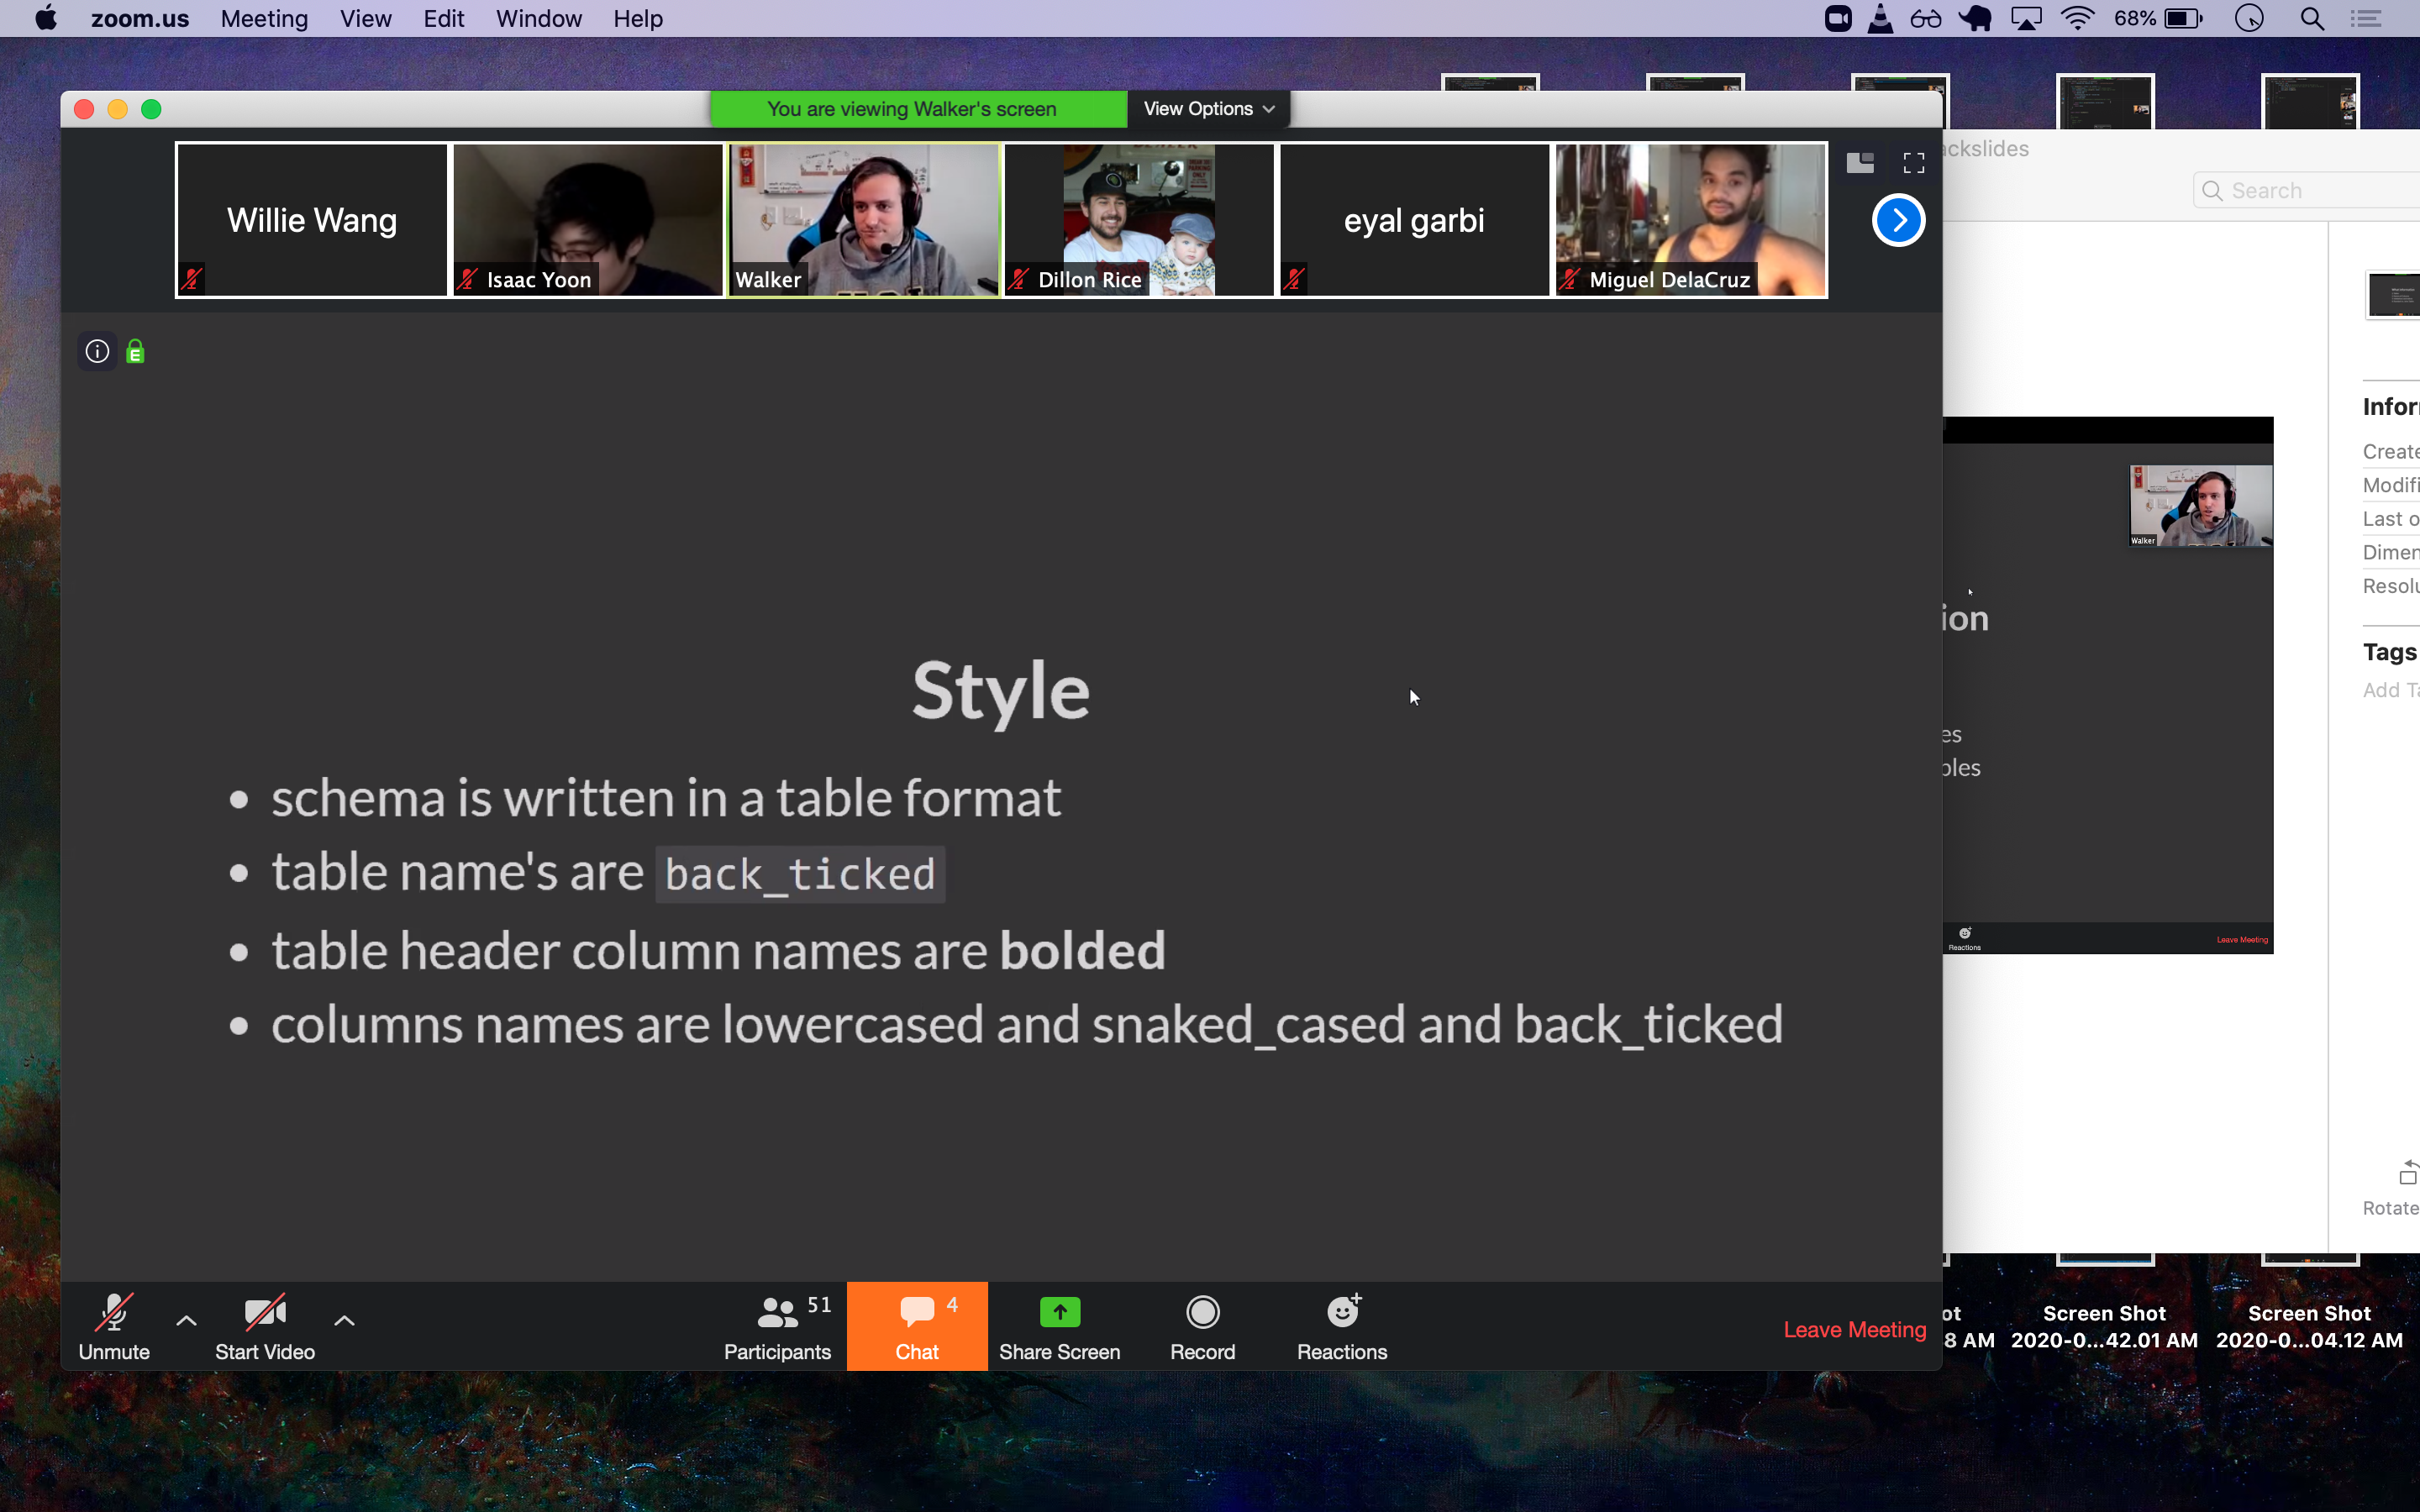 zoom.us Meeting View Edit Window Help 68%
You are viewing Walker's screen View Options
ackslides
Search
Willie Wang
Isaac Yoon
Walker
Dillon Rice
eyal garbi
Miguel DelaCruz
E
Style
• schema is written in a table format
• table name's are back_ticked
• table header column names are bolded
• columns names are lowercased and snaked_cased and back_ticked
Walker
ion
es
bles
Reactions
Leave Meeting
Infor
Create
Modifi
Last o
Dimen
Resolu
Tags
Add Ta
Rotate
Unmute
Start Video
51
Participants
4
Chat
Share Screen
Record
Reactions
Leave Meeting
ot
8 AM
Screen Shot
2020-0...42.01 AM
Screen Shot
2020-0...04.12 AM